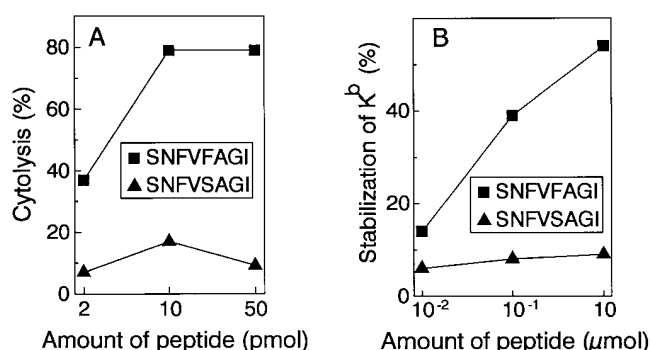 A
Cytolysis (%)
80
60
40
20
0
SNFVFAGI
SNFVSAGI
2 10 50
Amount of peptide (pmol)
B
Stabilization of K^b (%)
40
20
0
SNFVFAGI
SNFVSAGI
10^-2 10^-1 10
Amount of peptide (μmol)